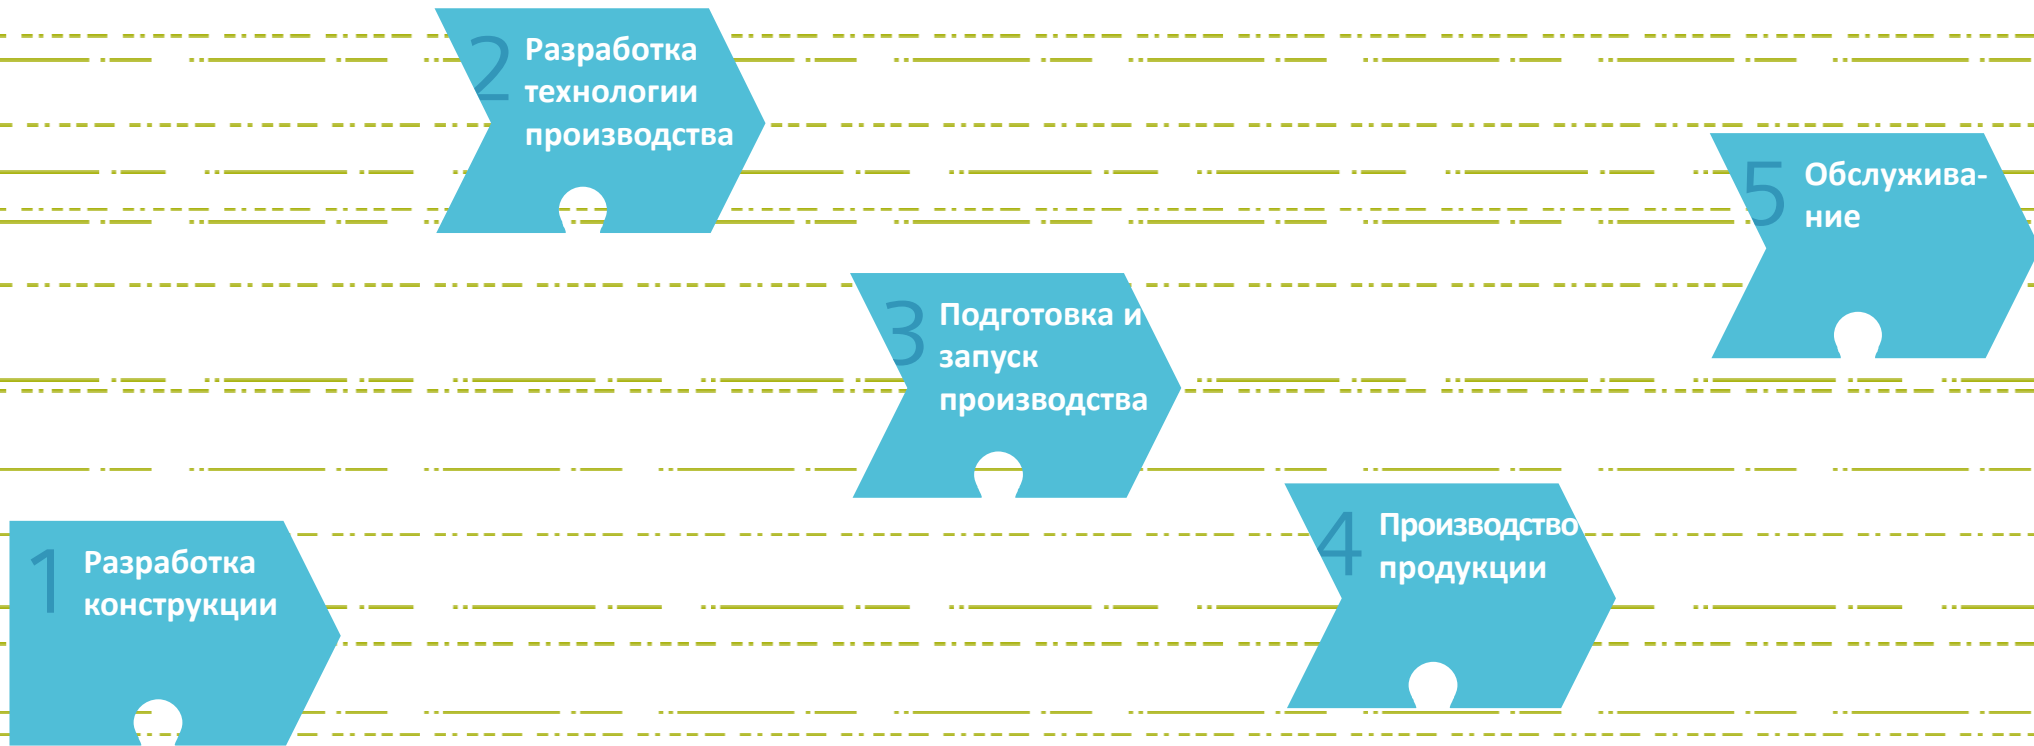 1
Разработка
конструкции
2
Разработка
технологии
производства
3
Подготовка и
запуск
производства
4
Производство
продукции
5
Обслужива-
ние